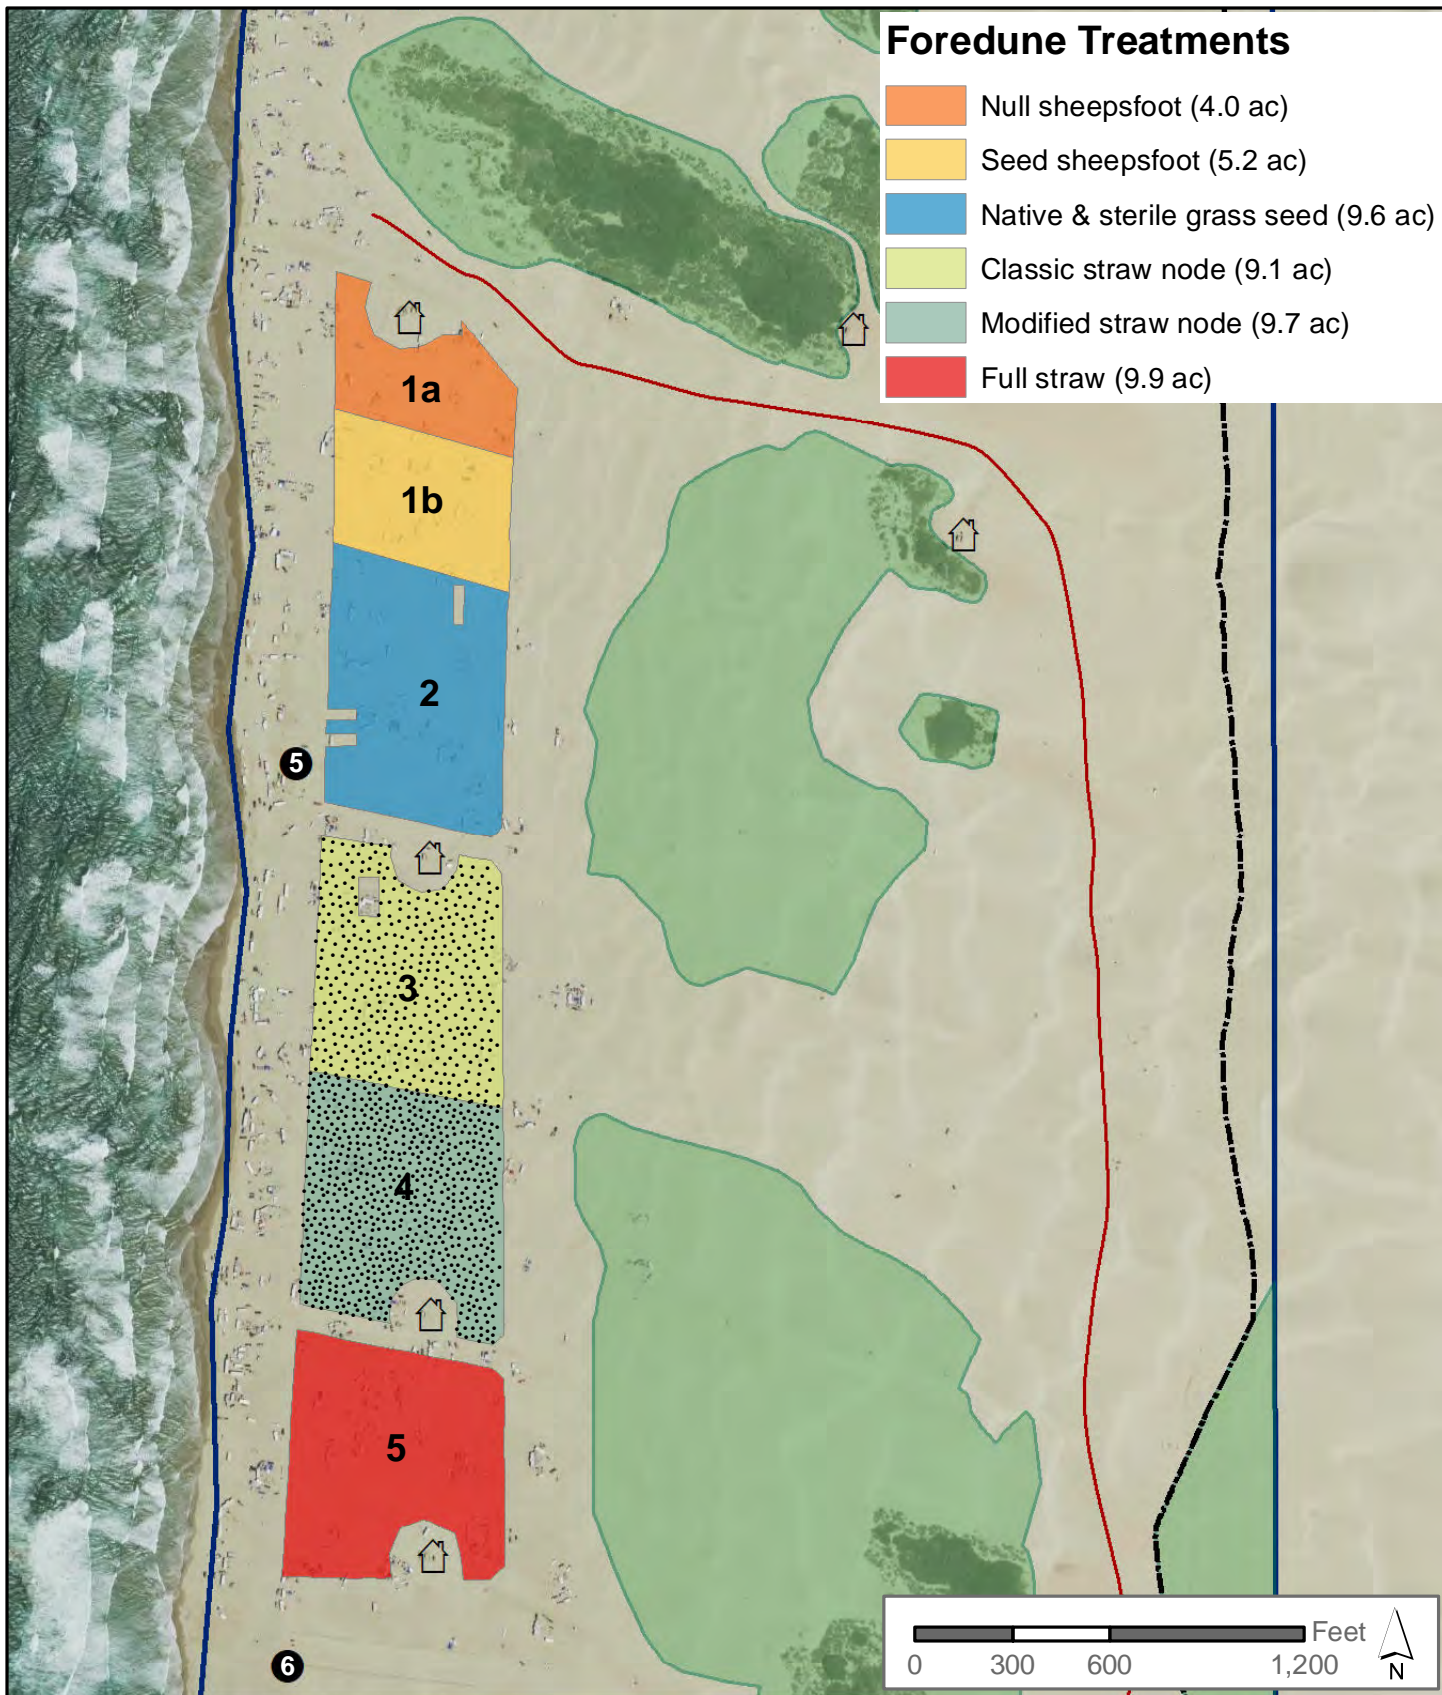 Foredune Treatments
Null sheepsfoot (4.0 ac)
Seed sheepsfoot (5.2 ac)
Native & sterile grass seed (9.6 ac)
Classic straw node (9.1 ac)
Modified straw node (9.7 ac)
Full straw (9.9 ac)
1a
1b
2
5
3
4
5
6
Feet
0 300 600 1,200
N